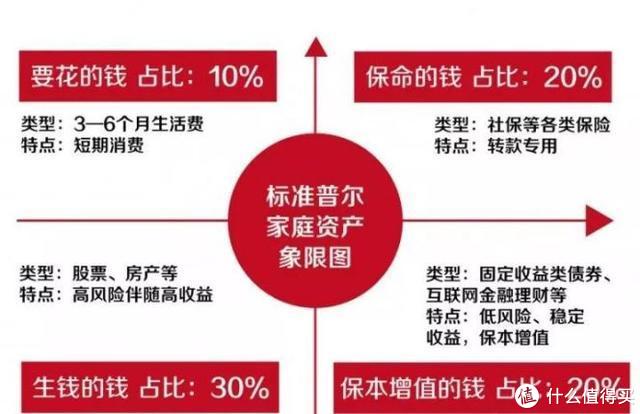 要花的钱 占比：10%
类型：3—6个月生活费
特点：短期消费
保命的钱 占比：20%
类型：社保等各类保险
特点：转款专用
标准普尔
家庭资产
象限图
类型：股票、房产等
特点：高风险伴随高收益
生钱的钱 占比：30%
类型：固定收益类债券、
互联网金融理财等
特点：低风险、稳定
收益，保本增值
保本增值的钱 占比：20%
值 什么值得买